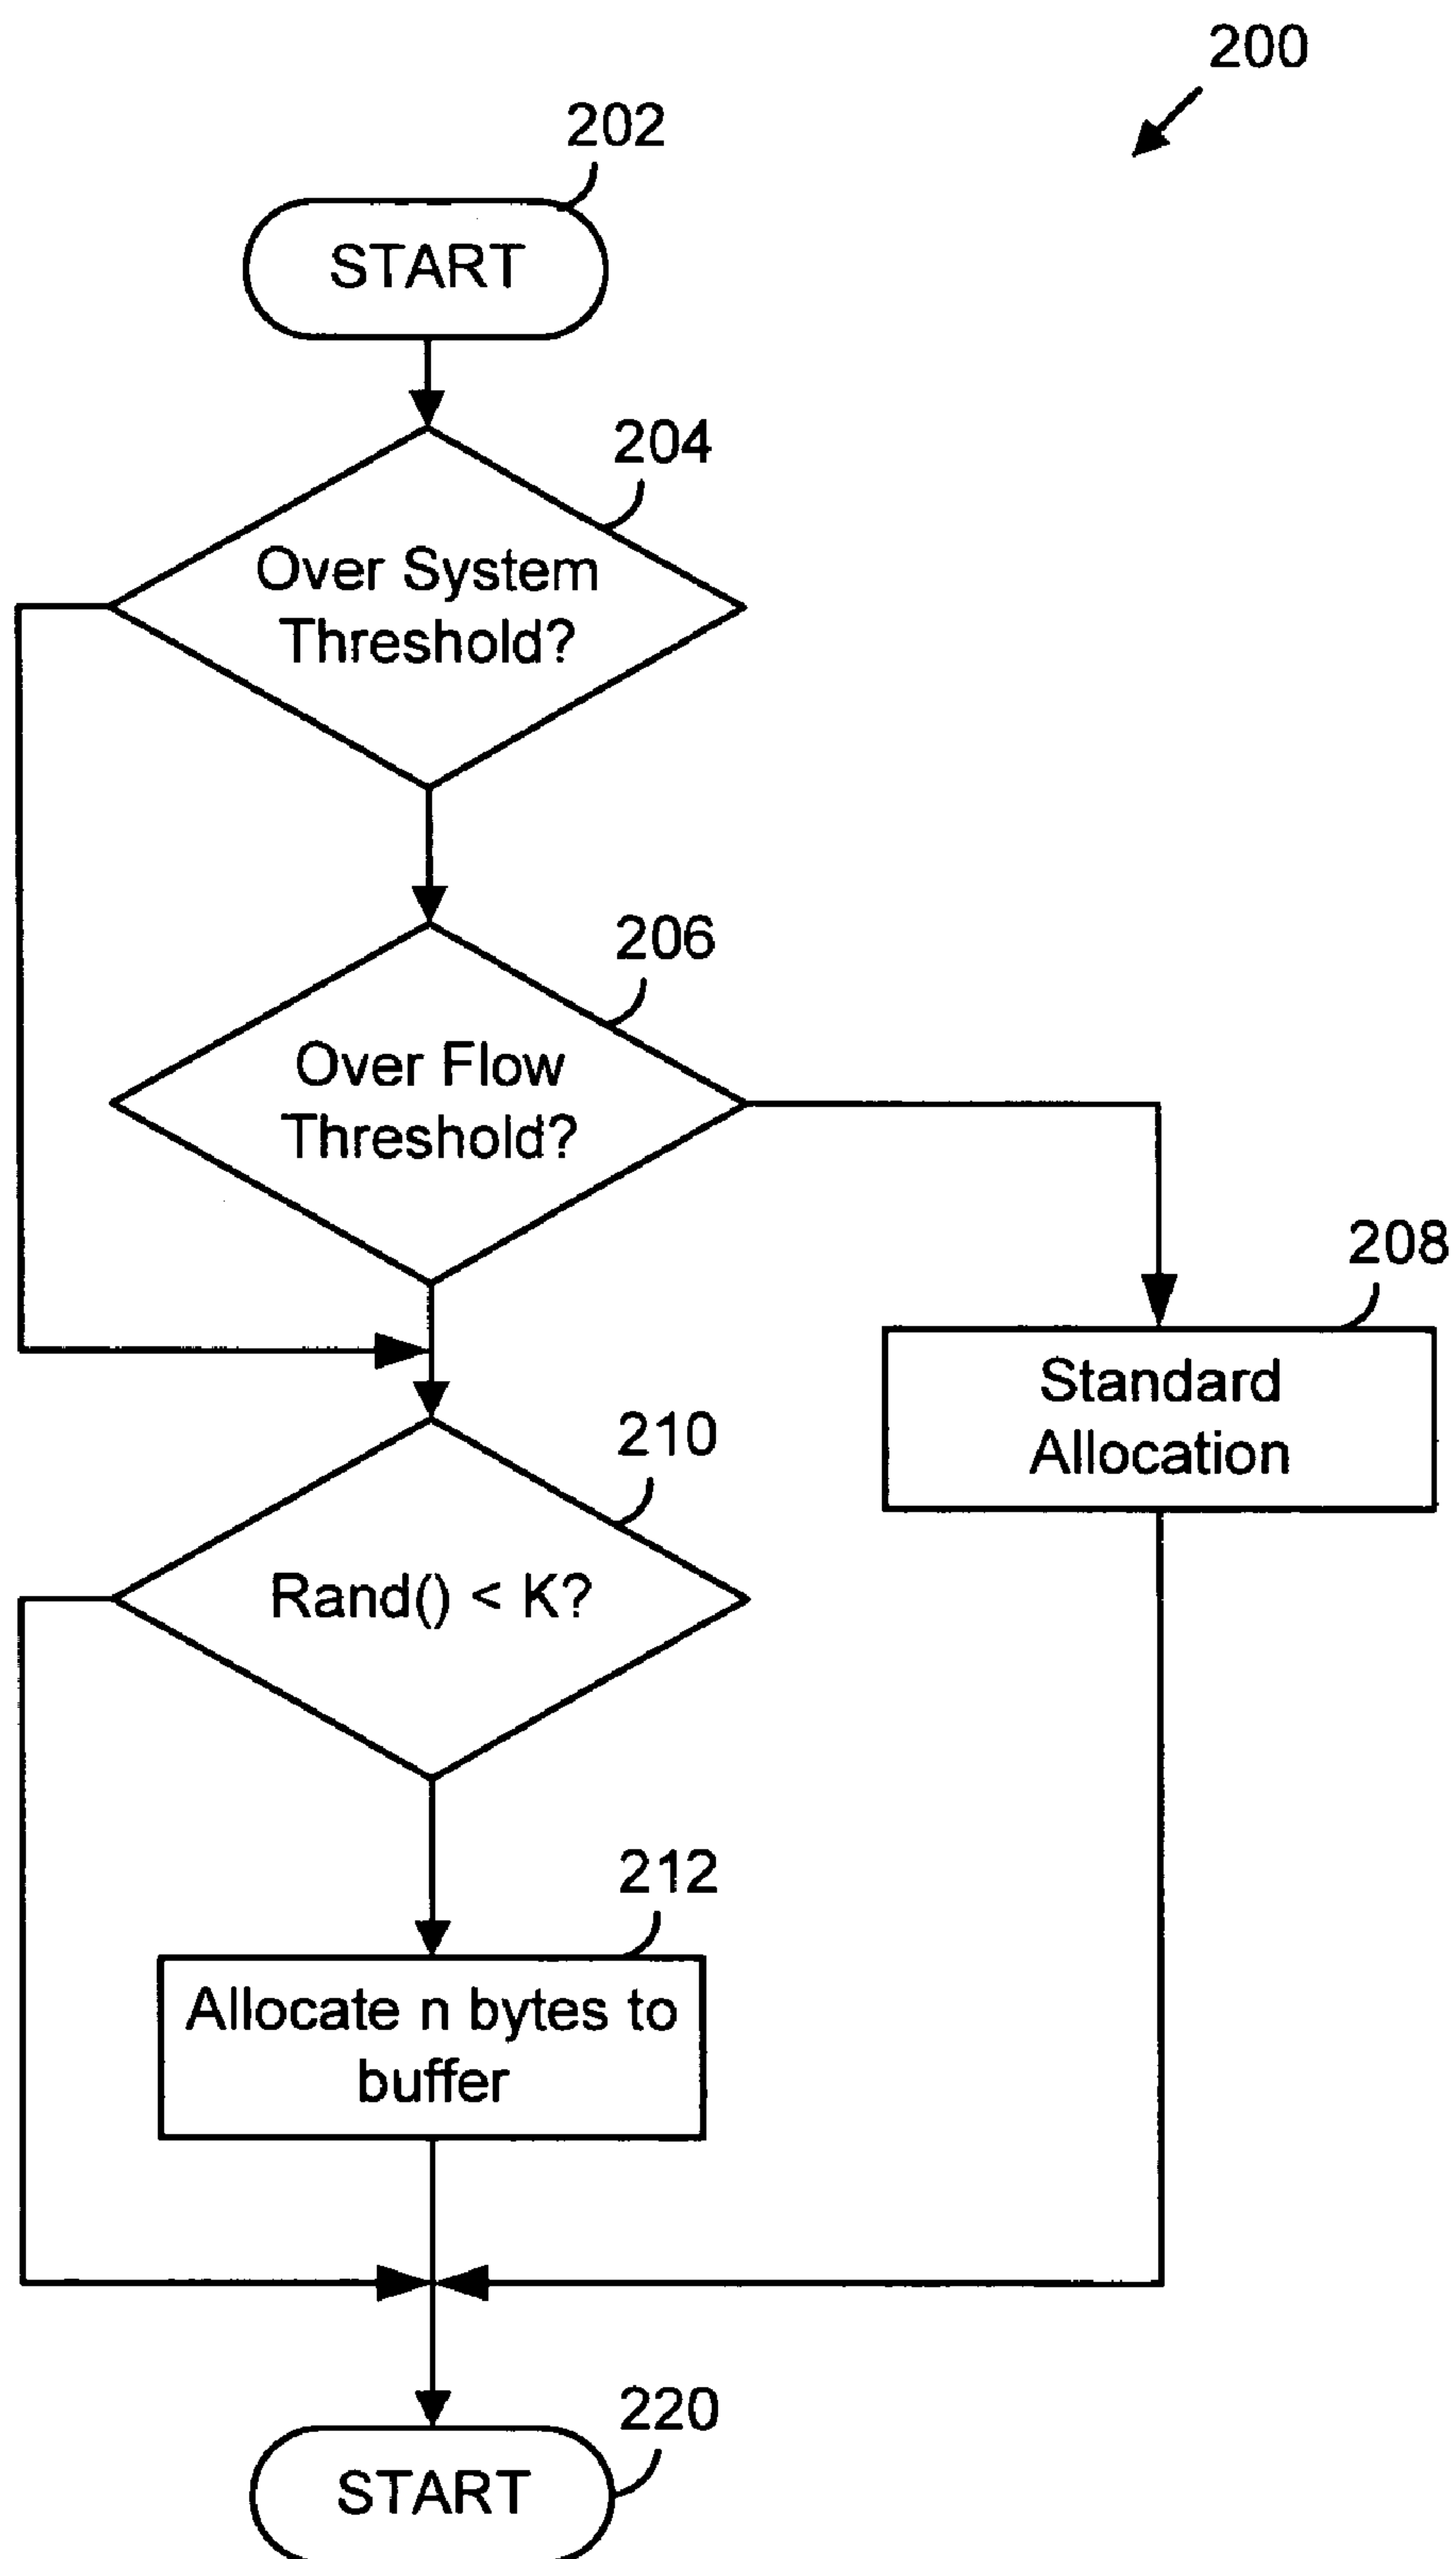 200
202
START
204
Over System
Threshold?
206
Over Flow
Threshold?
208
Standard
Allocation
210
Rand() < K?
212
Allocate n bytes to
buffer
220
START